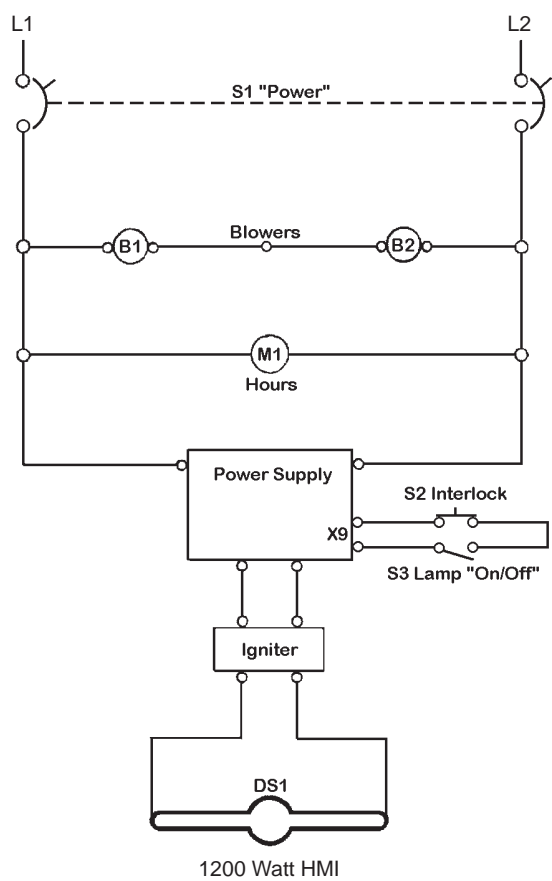 L1
L2
S1 "Power"
B1
Blowers
B2
M1
Hours
Power Supply
S2 Interlock
X9
S3 Lamp "On/Off"
Igniter
DS1
1200 Watt HMI